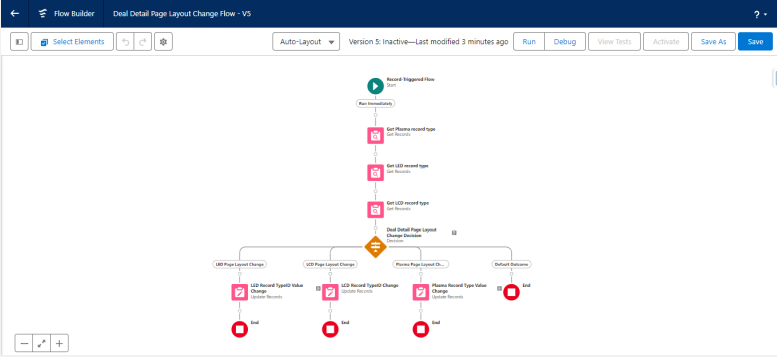 Flow Builder
Deal Detail Page Layout Change Flow - V5
?
Select Elements
Auto-Layout
Version 5: Inactive—Last modified 3 minutes ago
Run
Debug
View Tests
Activate
Save As
Save
Record-Triggered Flow
Start
Run Immediately
Get Plasma record type
Get Records
Get LED record type
Get Records
Get LCD record type
Get Records
Deal Detail Page Layout
Change Decision
Decision
LED Page Layout Change
LCD Page Layout Change
Plasma Page Layout Ch...
Default Outcome
LED Record TypeID Value
Change
Update Records
LCD Record TypeID Change
Update Records
Plasma Record Type Value
Change
Update Records
End
End
End
End